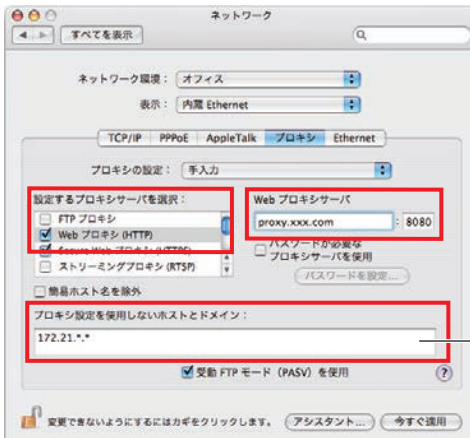 ネットワーク
すべてを表示
ネットワーク環境： オフィス
表示： 内蔵 Ethernet
TCP/IP PPPoE AppleTalk プロキシ Ethernet
プロキシの設定： 手入力
設定するプロキシサーバを選択：
FTP プロキシ
Web プロキシ (HTTP)
Secure Web プロキシ (HTTPS)
ストリーミングプロキシ (RTSP)
簡易ホスト名を除外
Web プロキシサーバ
proxy.xxx.com : 8080
パスワードが必要な
プロキシサーバを使用
パスワードを設定...
プロキシ設定を使用しないホストとドメイン：
172.21.*.*
受動 FTP モード（PASV）を使用
?
変更できないようにするにはカギをクリックします。 アシスタント... 今すぐ適用